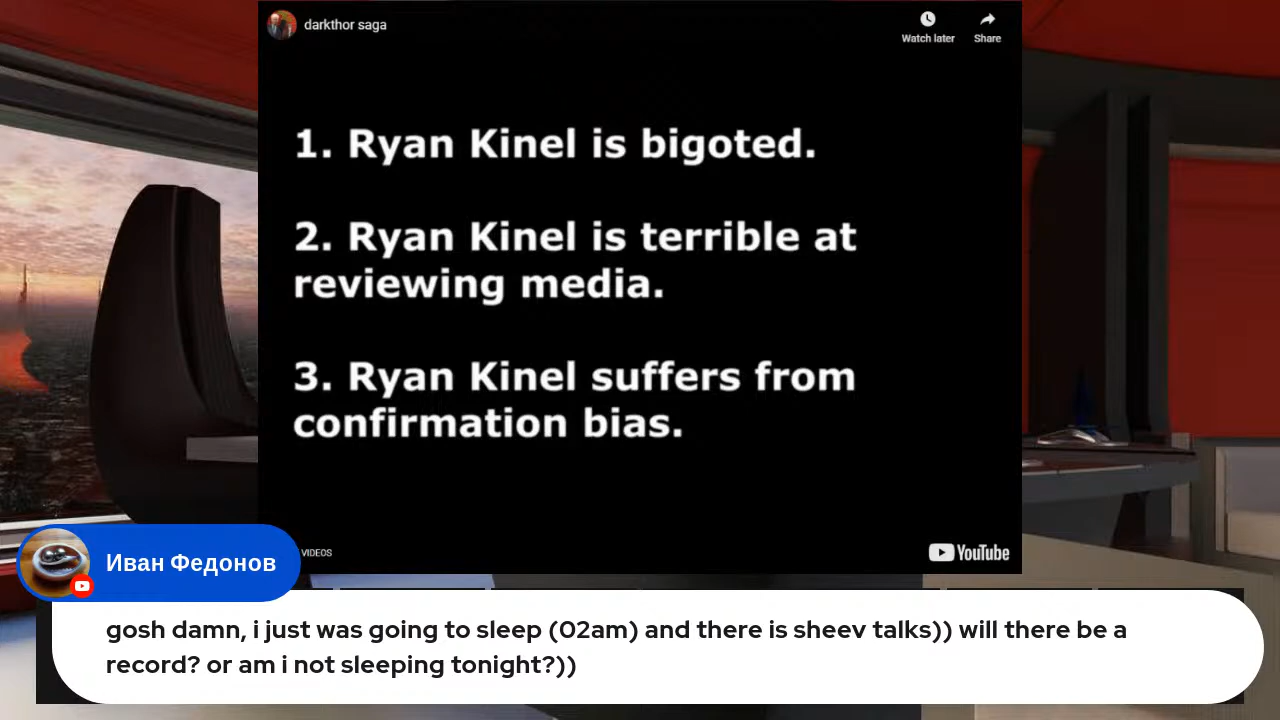 darkthor saga
Watch later
Share
1. Ryan Kinel is bigoted.
2. Ryan Kinel is terrible at
reviewing media.
3. Ryan Kinel suffers from
confirmation bias.
VIDEOS
YouTube
Иван Федонов
gosh damn, i just was going to sleep (02am) and there is sheev talks)) will there be a
record? or am i not sleeping tonight?))